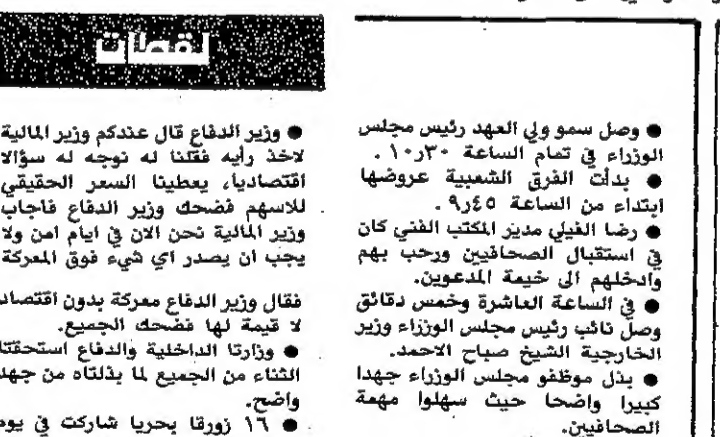 لقطات
● وصل سمو ولي العهد رئيس مجلس
الوزراء في تمام الساعة ١٠٫٣٠ .
● بدأت الفرق الشعبية عروضها
ابتداء من الساعة ٩٫٤٥ .
● رضا الفيلي مدير المكتب الفني كان
في استقبال الصحافيين ورحب بهم
وادخلهم الى خيمة المدعوين.
● في الساعة العاشرة وخمس دقائق
وصل نائب رئيس مجلس الوزراء وزير
الخارجية الشيخ صباح الاحمد.
● بذل موظفو مجلس الوزراء جهدا
كبيرا واضحا حيث سهلوا مهمة
الصحافيين.
● وزير الدفاع قال عندكم وزير المالية
لاخذ رأيه فقلنا له نوجه له سؤالا
اقتصاديا، يعطينا السعر الحقيقي
للاسهم فضحك وزير الدفاع فاجاب
وزير المالية نحن الان في ايام امن ولا
يجب ان يصدر اي شيء فوق المعركة
فقال وزير الدفاع معركة بدون اقتصاد
لا قيمة لها فضحك الجميع.
● وزارتا الداخلية والدفاع استحقتا
الثناء من الجميع لما بذلتاه من جهد
واضح.
● ١٦ زورقا بحريا شاركت في يوم